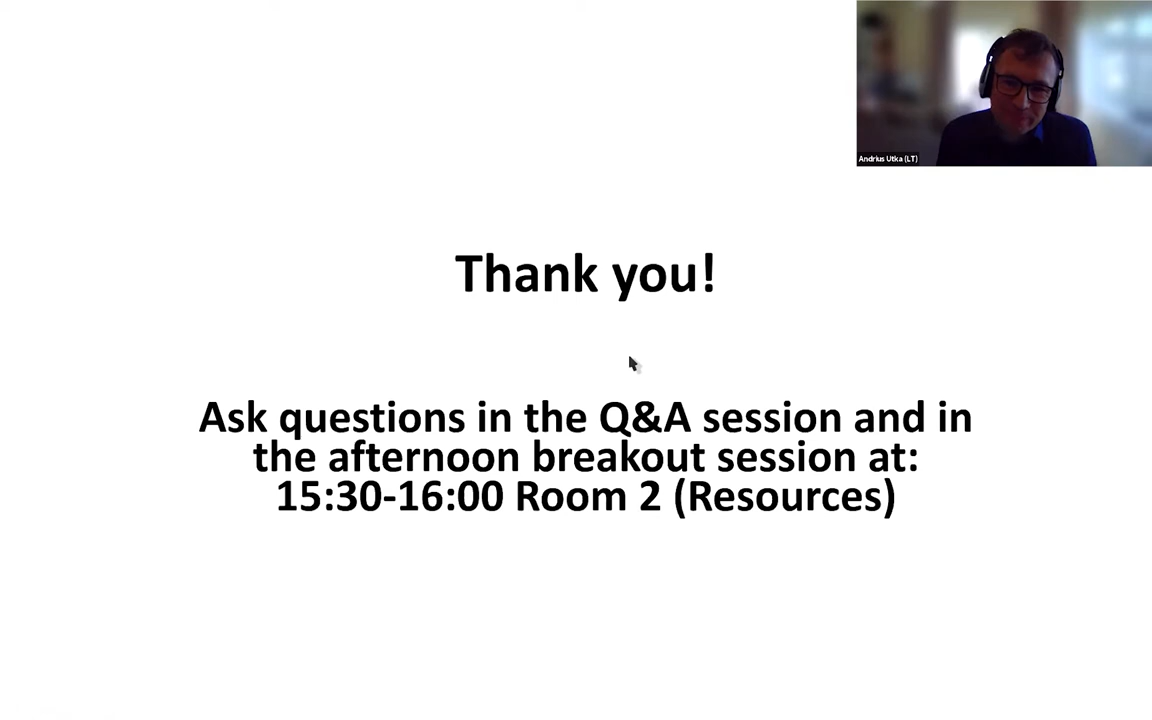 Andrius Utka (LT)
Thank you!
Ask questions in the Q&A session and in
the afternoon breakout session at:
15:30-16:00 Room 2 (Resources)